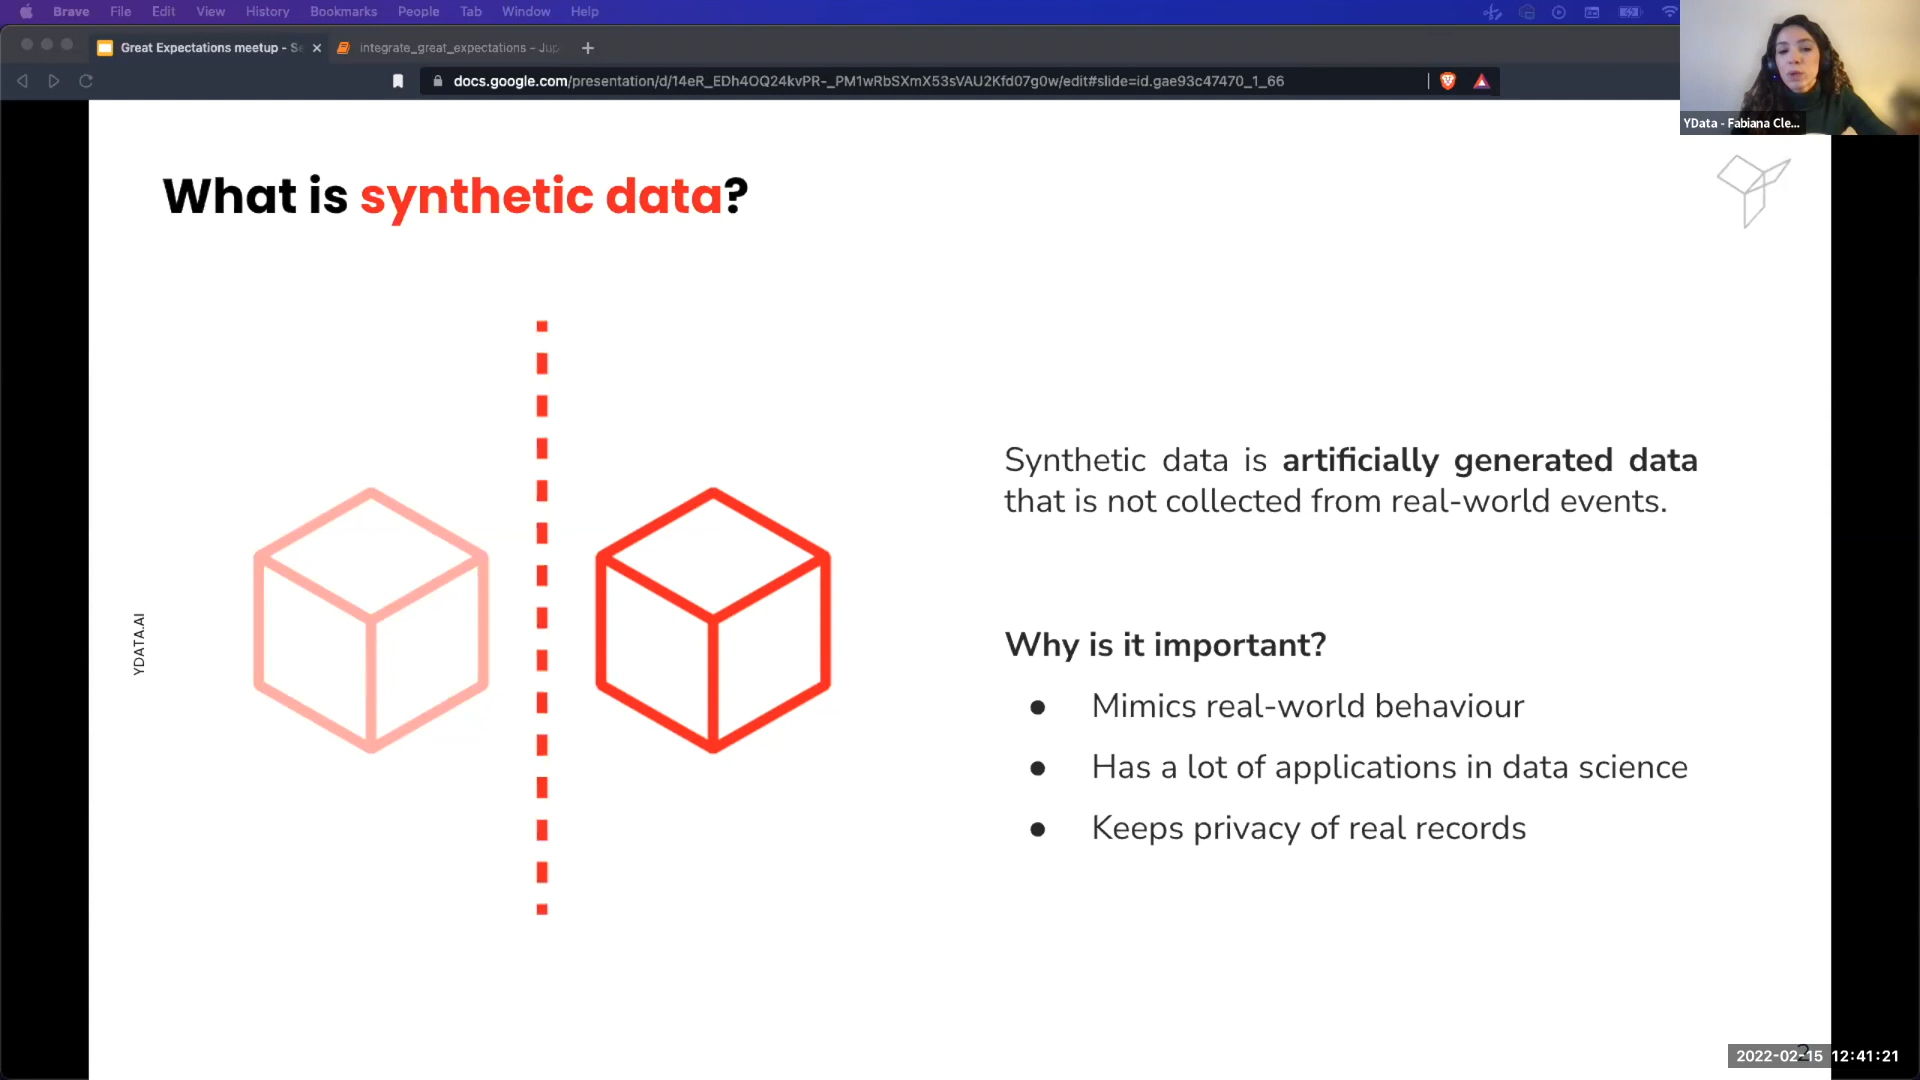 Brave File Edit View History Bookmarks People Tab Window Help
Great Expectations meetup - Se
integrate_great_expectations - Jup
docs.google.com/presentation/d/14eR_EDh4OQ24kvPR-_PM1wRbSXmX53sVAU2Kfd07g0w/edit#slide=id.gae93c47470_1_66
YData - Fabiana Cle...
What is synthetic data?
Synthetic data is artificially generated data
that is not collected from real-world events.
YDATA.AI
Why is it important?
● Mimics real-world behaviour
● Has a lot of applications in data science
● Keeps privacy of real records
2
2022-02-15 12:41:21